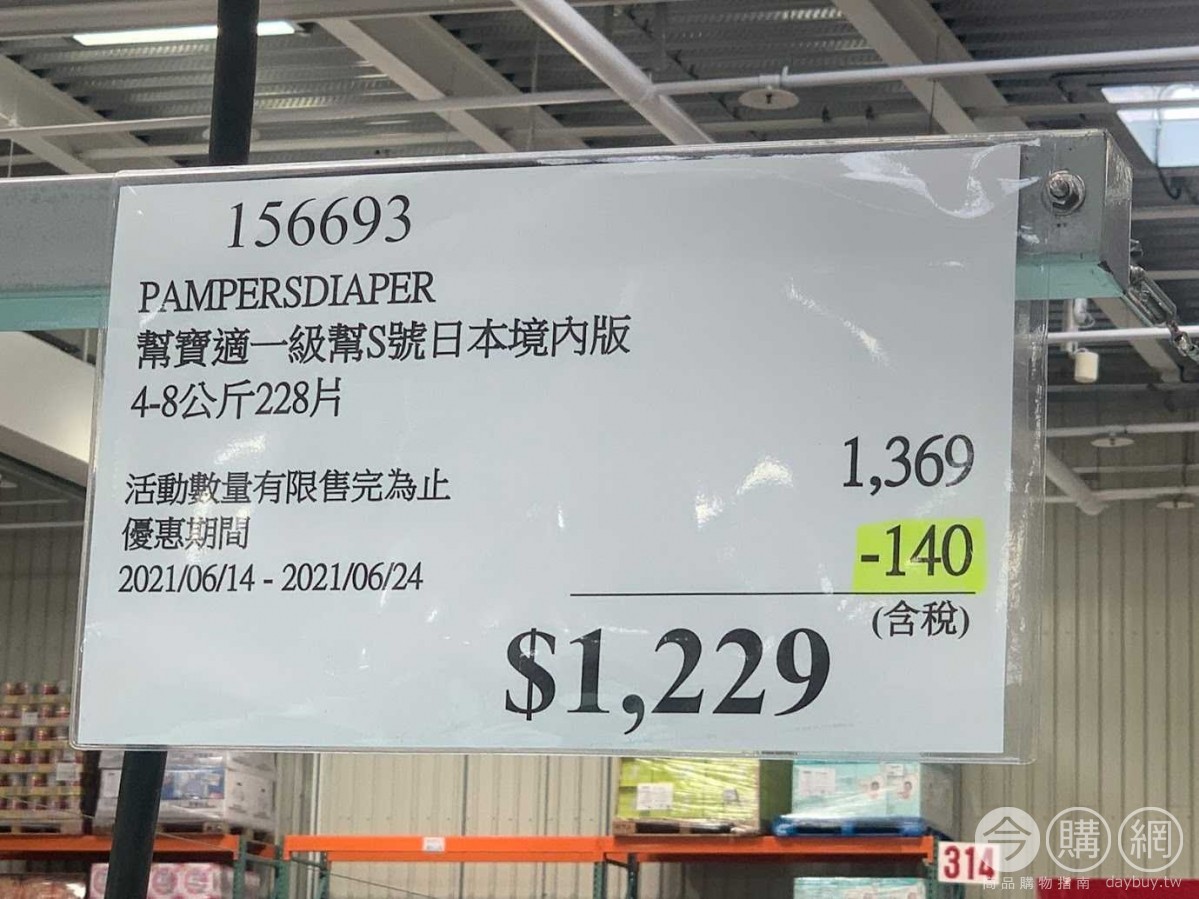 156693
PAMPERSDIAPER
幫寶適一級幫S號日本境內版
4-8公斤228片
1,369
活動數量有限售完為止
優惠期間
-140
2021/06/14 - 2021/06/24
(含稅)
$1,229
314
今購網
商品購物指南 daybuy.tw